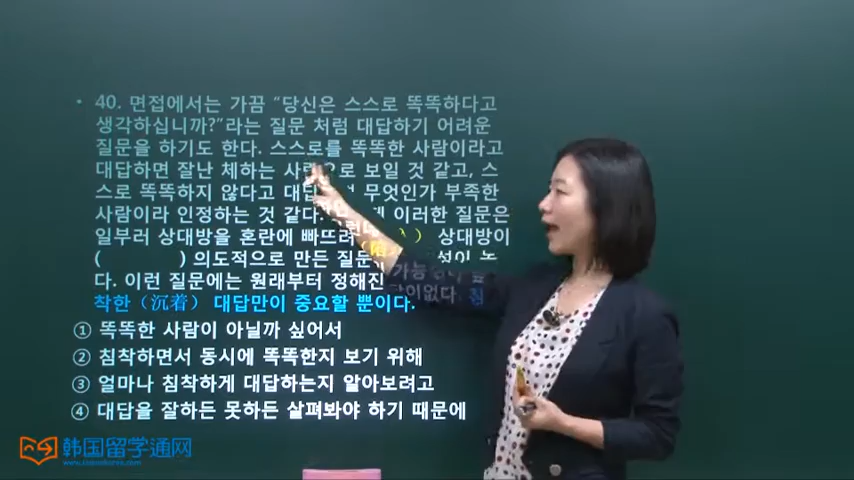 40. 면접에서는 가끔 "당신은 스스로 똑똑하다고
생각하십니까?"라는 질문 처럼 대답하기 어려운
질문을 하기도 한다. 스스로를 똑똑한 사람이라고
대답하면 잘난 체하는 사람으로 보일 것 같고, 스
스로 똑똑하지 않다고 무엇인가 부족한
사람이라 인정하는 것 같다. 이러한 질문은
일부러 상대방을 혼란에 빠뜨려 상대방이
( ) 의도적으로 만든 질문
다. 이런 질문에는 원래부터 정해진
착한 (沉着) 대답만이 중요할 뿐이다.
① 똑똑한 사람이 아닐까 싶어서
② 침착하면서 동시에 똑똑한지 보기 위해
③ 얼마나 침착하게 대답하는지 알아보려고
④ 대답을 잘하든 못하든 살펴봐야 하기 때문에
韩国留学通网